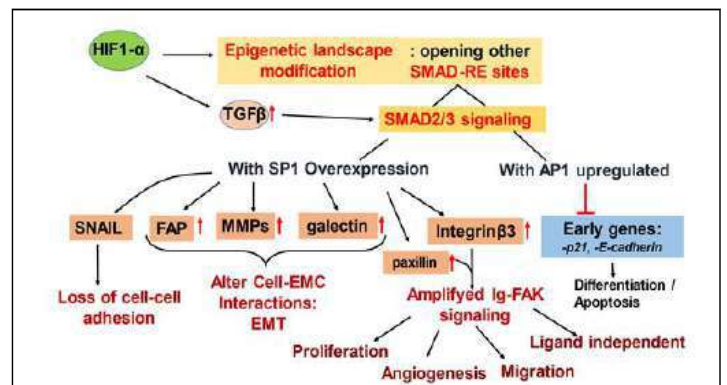 HIF1-α
Epigenetic landscape : opening other
modification SMAD-RE sites
TGFβ
SMAD2/3 signaling
With SP1 Overexpression
With AP1 upregulated
SNAIL FAP MMPs galectin Integrinβ3
Early genes:
-p21, -E-cadherin
paxillin
Loss of cell-cell
adhesion
Alter Cell-EMC
Interactions:
EMT
Amplifyed Ig-FAK
signaling
Differentiation /
Apoptosis
Proliferation
Angiogenesis
Migration
Ligand independent